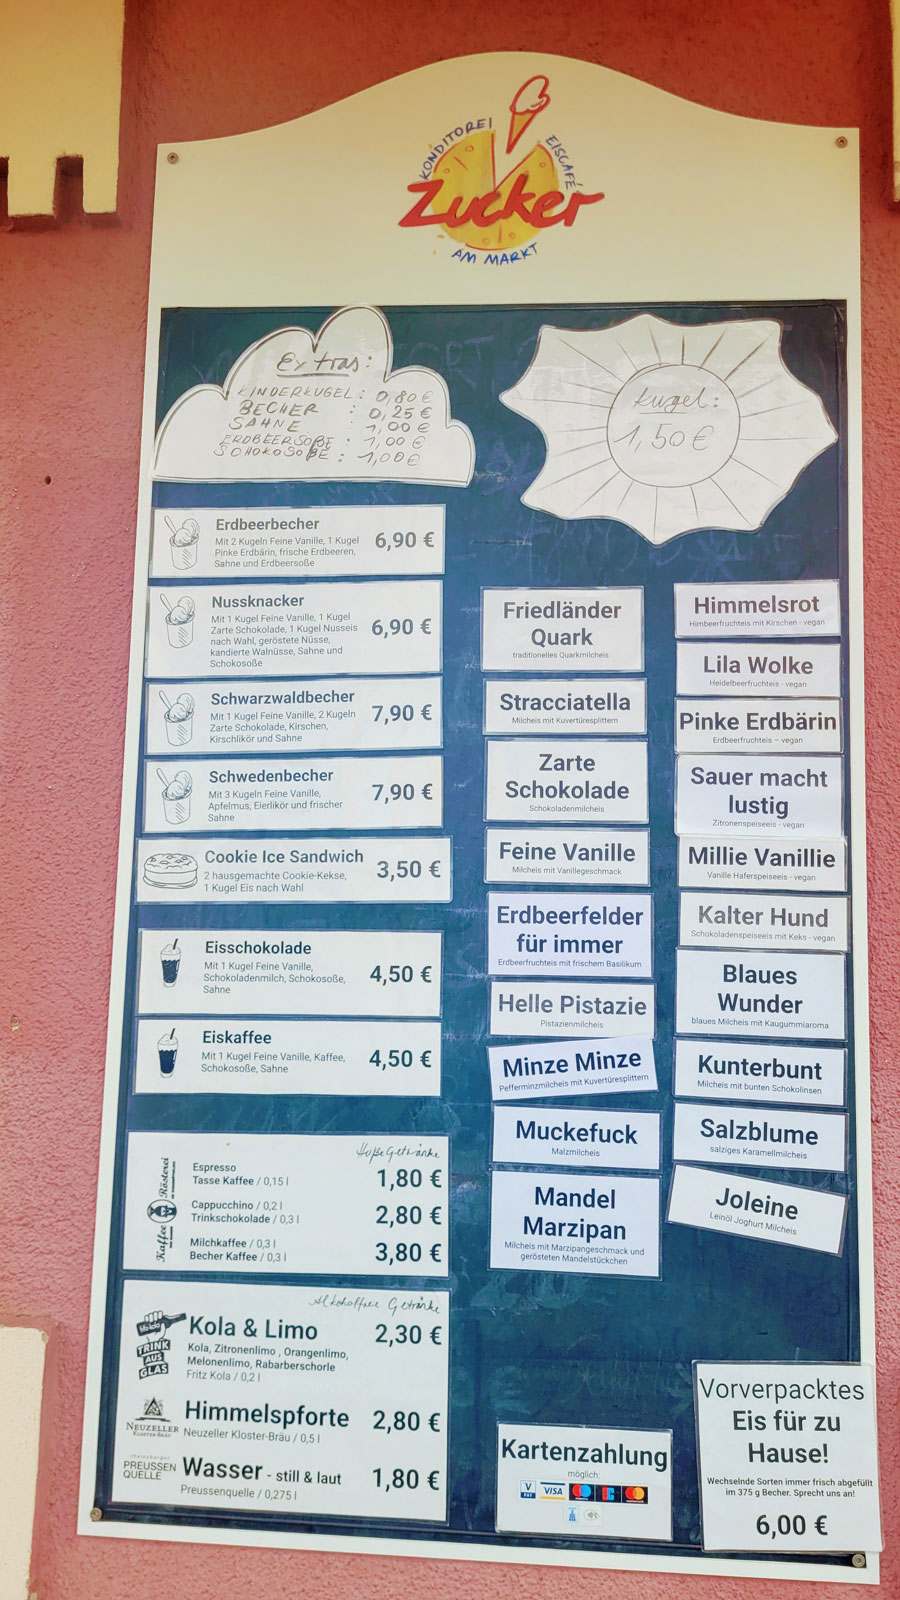 KONDITOREI
EISCAFÉ
Zucker
AM MARKT
Extras:
KINDERKUGEL: 0,80 €
BECHER : 0,25 €
SAHNE : 1,00 €
ERDBEERSOßE : 1,00 €
SCHOKOSOßE : 1,00 €
Kugel:
1,50 €
Erdbeerbecher
Mit 2 Kugeln Feine Vanille, 1 Kugel
Pinke Erdbärin, frische Erdbeeren,
Sahne und Erdbeersoße
6,90 €
Nussknacker
Mit 1 Kugel Feine Vanille, 1 Kugel
Zarte Schokolade, 1 Kugel Nusseis
nach Wahl, geröstete Nüsse,
kandierte Walnüsse, Sahne und
Schokosoße
6,90 €
Schwarzwaldbecher
Mit 1 Kugel Feine Vanille, 2 Kugeln
Zarte Schokolade, Kirschen,
Kirschlikör und Sahne
7,90 €
Schwedenbecher
Mit 3 Kugeln Feine Vanille,
Apfelmus, Eierlikör und frischer
Sahne
7,90 €
Cookie Ice Sandwich
2 hausgemachte Cookie-Kekse,
1 Kugel Eis nach Wahl
3,50 €
Eisschokolade
Mit 1 Kugel Feine Vanille,
Schokoladenmilch, Schokosoße,
Sahne
4,50 €
Eiskaffee
Mit 1 Kugel Feine Vanille, Kaffee,
Schokosoße, Sahne
4,50 €
Heiße Getränke
Kaffee Rösterei
Espresso
Tasse Kaffee / 0,15 l
1,80 €
Cappuccino / 0,2 l
Trinkschokolade / 0,3 l
2,80 €
Milchkaffee / 0,3 l
Becher Kaffee / 0,3 l
3,80 €
Alkoholfreie Getränke
TRINK
AUS
GLAS
Kola & Limo
2,30 €
Kola, Zitronenlimo , Orangenlimo,
Melonenlimo, Rabarberschorle
Fritz Kola / 0,2 l
NEUZELLER
KLOSTER-BRÄU
Himmelspforte
2,80 €
Neuzeller Kloster-Bräu / 0,5 l
PREUSSEN
QUELLE
Wasser - still & laut
1,80 €
Preussenquelle / 0,275 l
Friedländer
Quark
traditionelles Quarkmilcheis
Stracciatella
Milcheis mit Kuvertüresplittern
Zarte
Schokolade
Schokoladenmilcheis
Feine Vanille
Milcheis mit Vanillegeschmack
Erdbeerfelder
für immer
Erdbeerfruchteis mit frischem Basilikum
Helle Pistazie
Pistazienmilcheis
Minze Minze
Pefferminzmilcheis mit Kuvertüresplittern
Muckefuck
Malzmilcheis
Mandel
Marzipan
Milcheis mit Marzipangeschmack und
gerösteten Mandelstückchen
Himmelsrot
Himbeerfruchteis mit Kirschen - vegan
Lila Wolke
Heidelbeerfruchteis - vegan
Pinke Erdbärin
Erdbeerfruchteis – vegan
Sauer macht
lustig
Zitronenspeiseeis - vegan
Millie Vanillie
Vanille Haferspeiseeis - vegan
Kalter Hund
Schokoladenspeiseeis mit Keks - vegan
Blaues
Wunder
blaues Milcheis mit Kaugummiaroma
Kunterbunt
Milcheis mit bunten Schokolinsen
Salzblume
salziges Karamellmilcheis
Joleine
Leinöl Joghurt Milcheis
Kartenzahlung
möglich:
V PAY
VISA
Vorverpacktes
Eis für zu
Hause!
Wechselnde Sorten immer frisch abgefüllt
im 375 g Becher. Sprecht uns an!
6,00 €